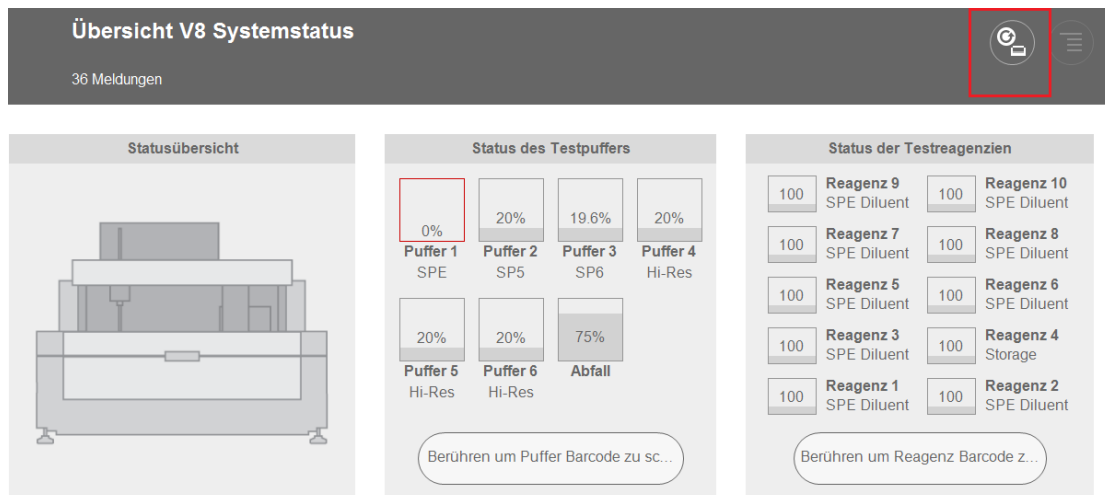 Übersicht V8 Systemstatus
36 Meldungen
Statusübersicht
Status des Testpuffers
0%
Puffer 1
SPE
20%
Puffer 2
SP5
19.6%
Puffer 3
SP6
20%
Puffer 4
Hi-Res
20%
Puffer 5
Hi-Res
20%
Puffer 6
Hi-Res
75%
Abfall
Berühren um Puffer Barcode zu sc...
Status der Testreagenzien
100
Reagenz 9
SPE Diluent
100
Reagenz 10
SPE Diluent
100
Reagenz 7
SPE Diluent
100
Reagenz 8
SPE Diluent
100
Reagenz 5
SPE Diluent
100
Reagenz 6
SPE Diluent
100
Reagenz 3
SPE Diluent
100
Reagenz 4
Storage
100
Reagenz 1
SPE Diluent
100
Reagenz 2
SPE Diluent
Berühren um Reagenz Barcode z...